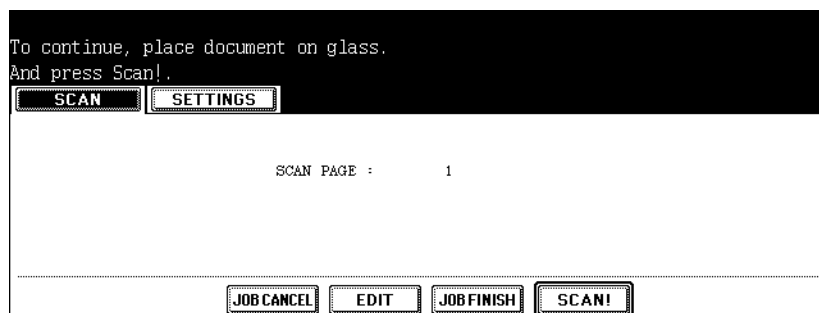 To continue, place document on glass.
And press Scan!.
SCAN SETTINGS
SCAN PAGE : 1
JOB CANCEL EDIT JOB FINISH SCAN!